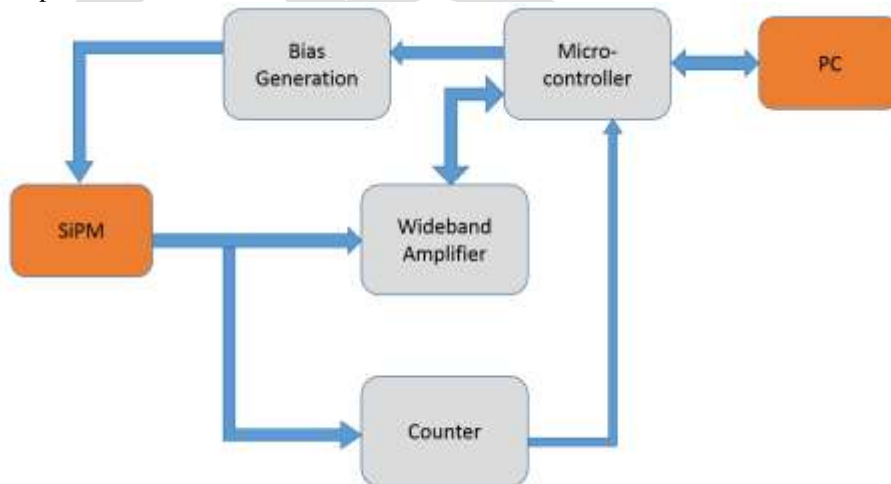 Bias
Generation
Micro-
controller
PC
SiPM
Wideband
Amplifier
Counter